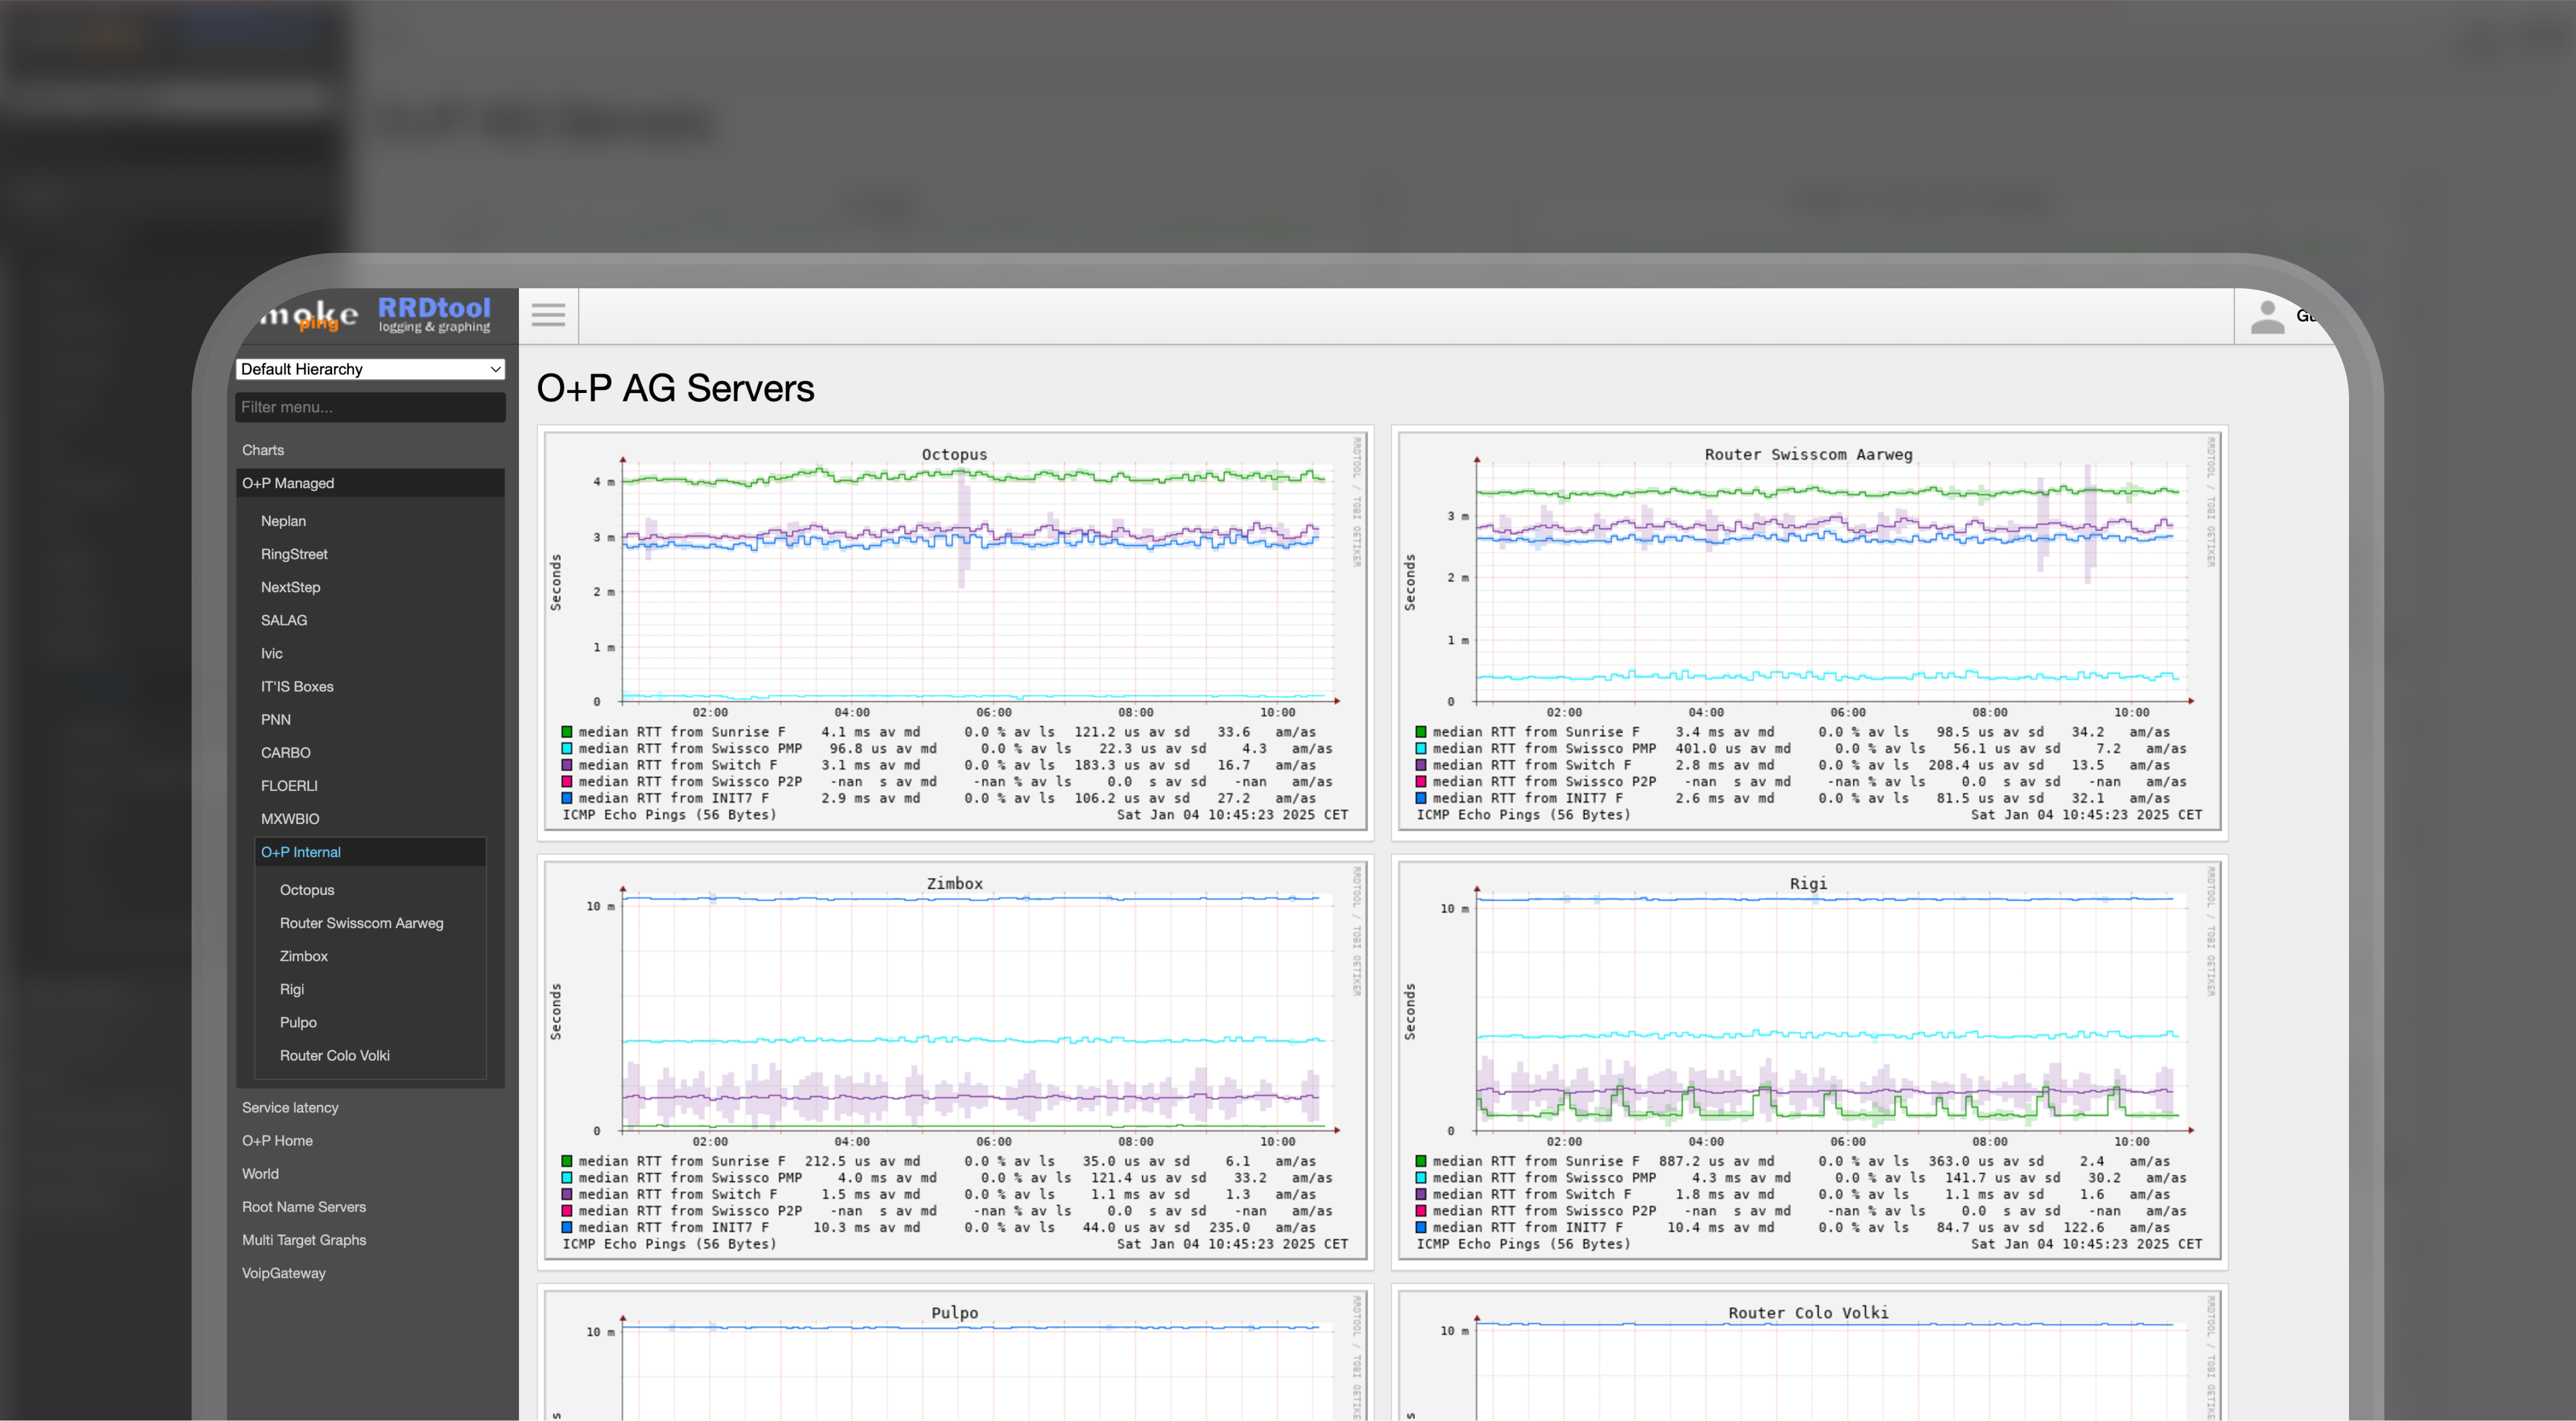 moke
ping
RRDtool
logging & graphing
Default Hierarchy
Filter menu...
Charts
O+P Managed
Neplan
RingStreet
NextStep
SALAG
Ivic
IT'IS Boxes
PNN
CARBO
FLOERLI
MXWBIO
O+P Internal
Octopus
Router Swisscom Aarweg
Zimbox
Rigi
Pulpo
Router Colo Volki
Service latency
O+P Home
World
Root Name Servers
Multi Target Graphs
VoipGateway
O+P AG Servers
Octopus
RRDTOOL / TOBI OETIKER
Seconds
4 m
3 m
2 m
1 m
0
02:00 04:00 06:00 08:00 10:00
median RTT from Sunrise F 4.1 ms av md 0.0 % av ls 121.2 us av sd 33.6 am/as
median RTT from Swissco PMP 96.8 us av md 0.0 % av ls 22.3 us av sd 4.3 am/as
median RTT from Switch F 3.1 ms av md 0.0 % av ls 183.3 us av sd 16.7 am/as
median RTT from Swissco P2P -nan s av md -nan % av ls 0.0 s av sd -nan am/as
median RTT from INIT7 F 2.9 ms av md 0.0 % av ls 106.2 us av sd 27.2 am/as
ICMP Echo Pings (56 Bytes) Sat Jan 04 10:45:23 2025 CET
Router Swisscom Aarweg
RRDTOOL / TOBI OETIKER
Seconds
3 m
2 m
1 m
0
02:00 04:00 06:00 08:00 10:00
median RTT from Sunrise F 3.4 ms av md 0.0 % av ls 98.5 us av sd 34.2 am/as
median RTT from Swissco PMP 401.0 us av md 0.0 % av ls 56.1 us av sd 7.2 am/as
median RTT from Switch F 2.8 ms av md 0.0 % av ls 208.4 us av sd 13.5 am/as
median RTT from Swissco P2P -nan s av md -nan % av ls 0.0 s av sd -nan am/as
median RTT from INIT7 F 2.6 ms av md 0.0 % av ls 81.5 us av sd 32.1 am/as
ICMP Echo Pings (56 Bytes) Sat Jan 04 10:45:23 2025 CET
Zimbox
RRDTOOL / TOBI OETIKER
Seconds
10 m
0
02:00 04:00 06:00 08:00 10:00
median RTT from Sunrise F 212.5 us av md 0.0 % av ls 35.0 us av sd 6.1 am/as
median RTT from Swissco PMP 4.0 ms av md 0.0 % av ls 121.4 us av sd 33.2 am/as
median RTT from Switch F 1.5 ms av md 0.0 % av ls 1.1 ms av sd 1.3 am/as
median RTT from Swissco P2P -nan s av md -nan % av ls 0.0 s av sd -nan am/as
median RTT from INIT7 F 10.3 ms av md 0.0 % av ls 44.0 us av sd 235.0 am/as
ICMP Echo Pings (56 Bytes) Sat Jan 04 10:45:23 2025 CET
Rigi
RRDTOOL / TOBI OETIKER
Seconds
10 m
0
02:00 04:00 06:00 08:00 10:00
median RTT from Sunrise F 887.2 us av md 0.0 % av ls 363.0 us av sd 2.4 am/as
median RTT from Swissco PMP 4.3 ms av md 0.0 % av ls 141.7 us av sd 30.2 am/as
median RTT from Switch F 1.8 ms av md 0.0 % av ls 1.1 ms av sd 1.6 am/as
median RTT from Swissco P2P -nan s av md -nan % av ls 0.0 s av sd -nan am/as
median RTT from INIT7 F 10.4 ms av md 0.0 % av ls 84.7 us av sd 122.6 am/as
ICMP Echo Pings (56 Bytes) Sat Jan 04 10:45:23 2025 CET
Pulpo
RRDTOOL / TOBI OETIKE
10 m
Router Colo Volki
RRDTOOL / TOBI OETIKE
10 m